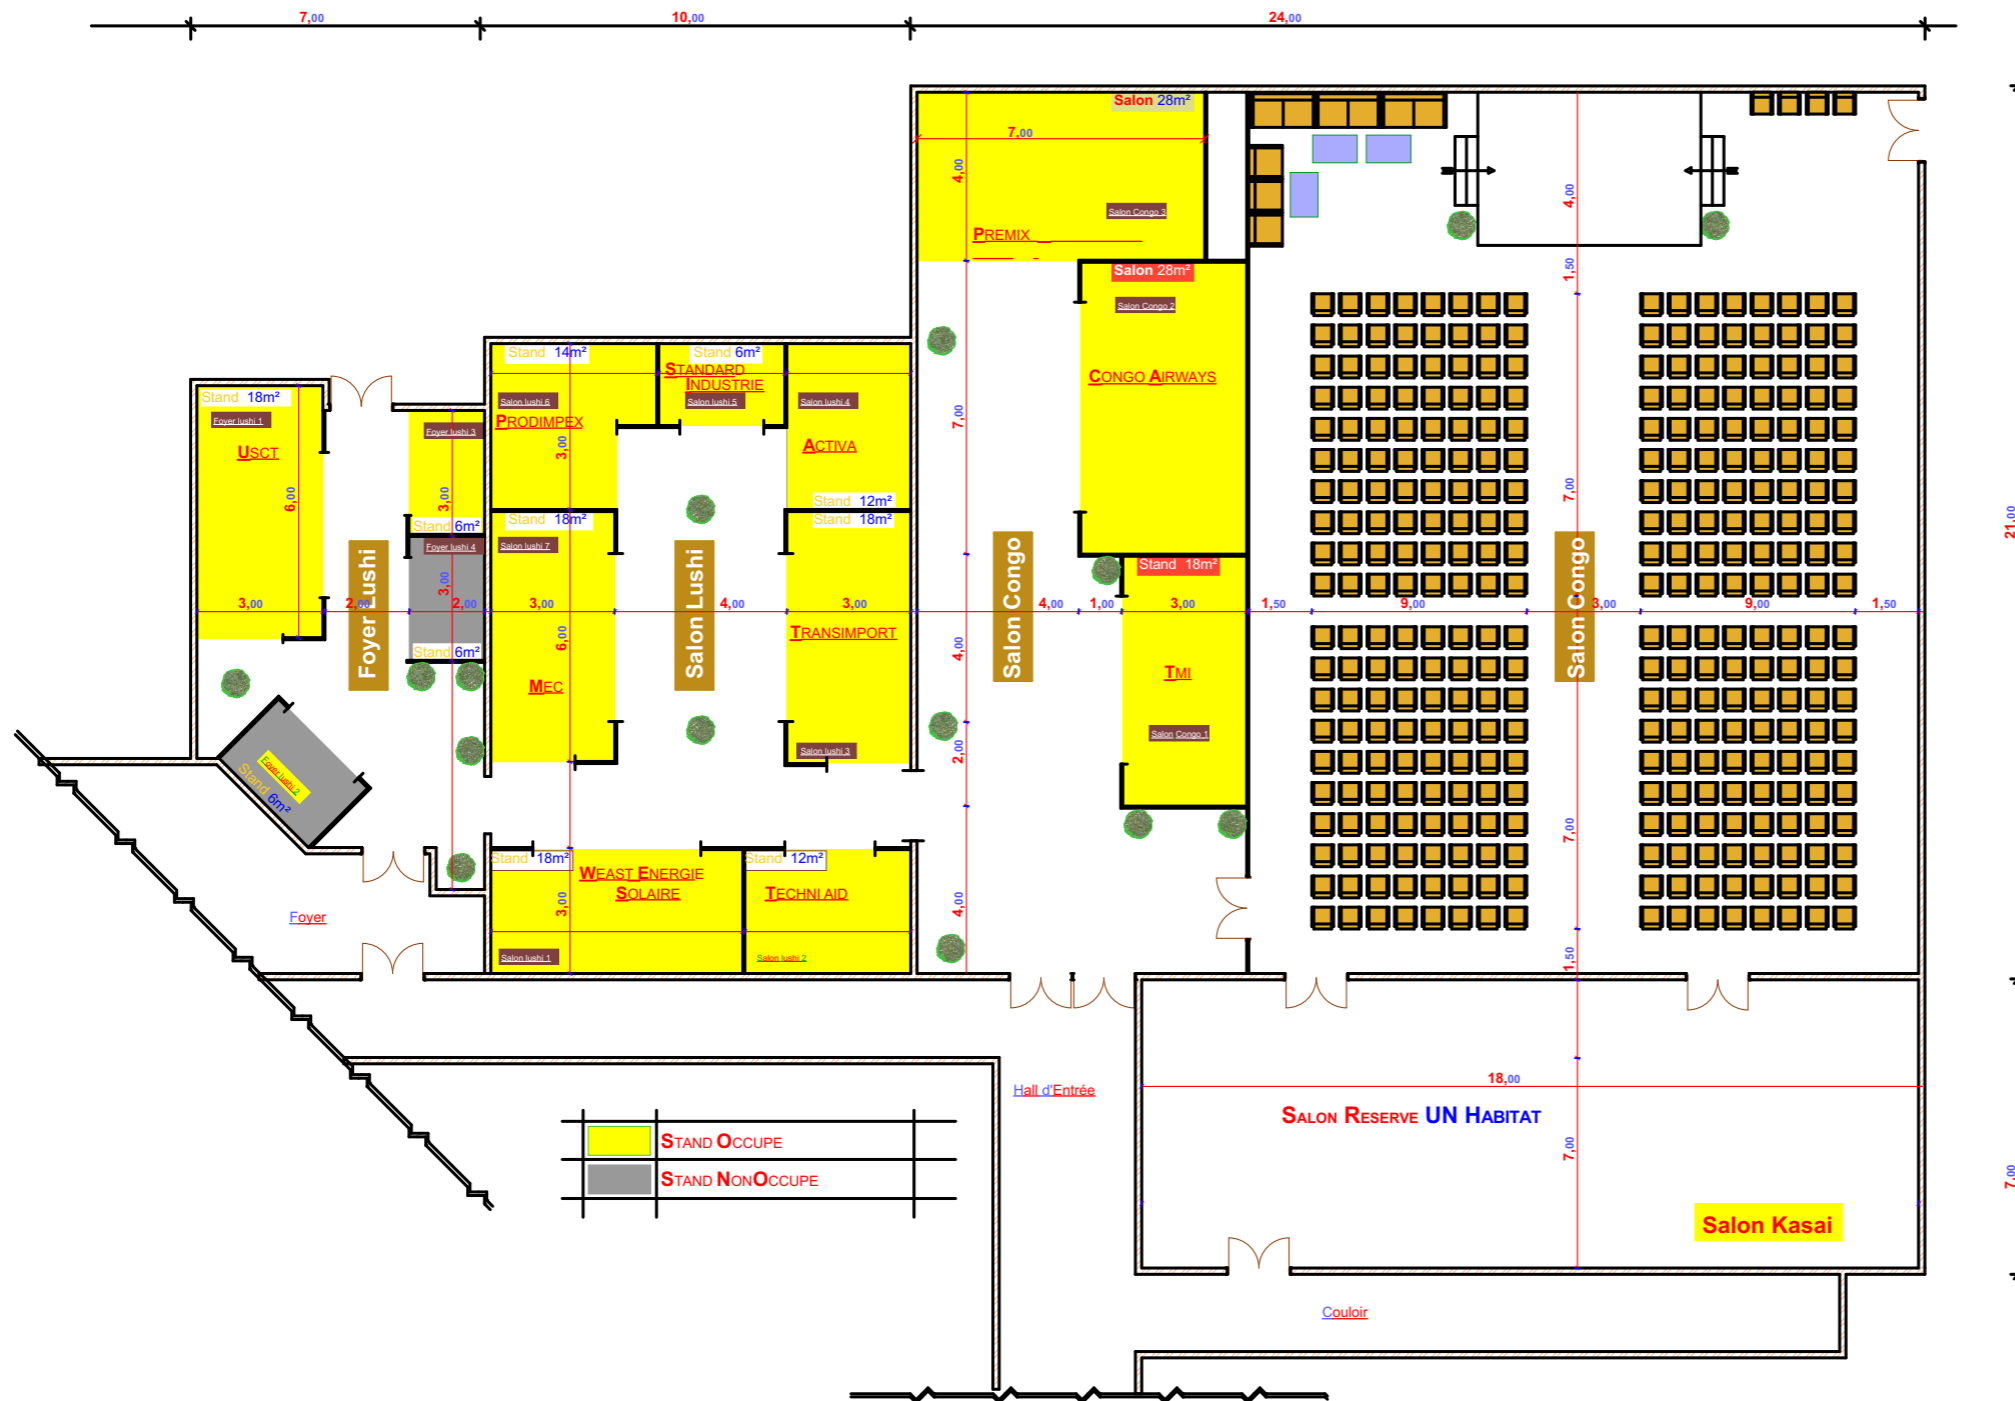 7,00
10,00
24,00
Salon 28m²
7,00
4,00
Salon Congo 3
PREMIX
4,00
1,50
Salon 28m²
Salon Congo 2
CONGO AIRWAYS
7,00
7,00
21,00
Stand 14m²
Stand 6m²
STANDARD
INDUSTRIE
Salon lushi 6
Salon lushi 5
Salon lushi 4
PRODIMPEX
ACTIVA
3,00
Stand 12m²
Stand 18m²
Foyer lushi 1
USCT
6,00
Foyer lushi 3
3,00
Stand 6m²
Foyer lushi 4
3,00
Stand 18m²
Salon lushi 7
Stand 18m²
Foyer Lushi
Salon Lushi
Salon Congo
Salon Congo
Stand 18m²
3,00
2,00
2,00
3,00
4,00
3,00
4,00
1,00
3,00
1,50
9,00
3,00
9,00
1,50
Stand 6m²
6,00
TRANSIMPORT
4,00
MEC
TMI
Salon lushi 3
Salon Congo 1
2,00
Foyer lushi 2
Stand 6m²
7,00
Stand 18m²
WEAST ENERGIE
SOLAIRE
Stand 12m²
TECHNI AID
3,00
4,00
Foyer
Salon lushi 1
Salon lushi 2
1,50
Hall d'Entrée
18,00
SALON RESERVE UN HABITAT
7,00
7,00
STAND OCCUPE
STAND NONOCCUPE
Salon Kasai
Couloir